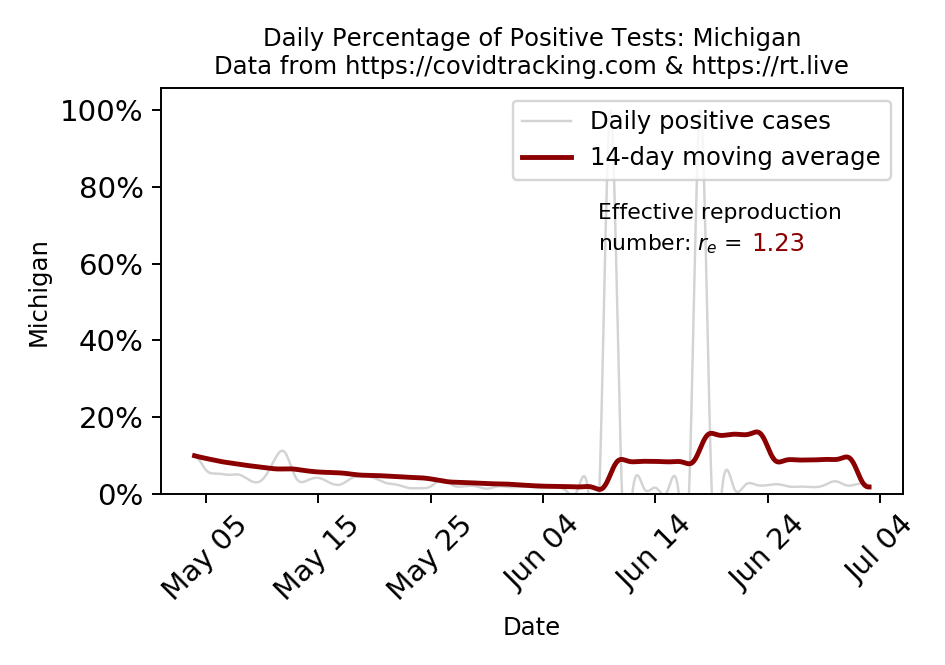 Daily Percentage of Positive Tests: Michigan
Data from https://covidtracking.com & https://rt.live
100%
80%
60%
40%
20%
0%
Michigan
Daily positive cases
14-day moving average
Effective reproduction
number: rₑ = 1.23
May 05
May 15
May 25
Jun 04
Jun 14
Jun 24
Jul 04
Date